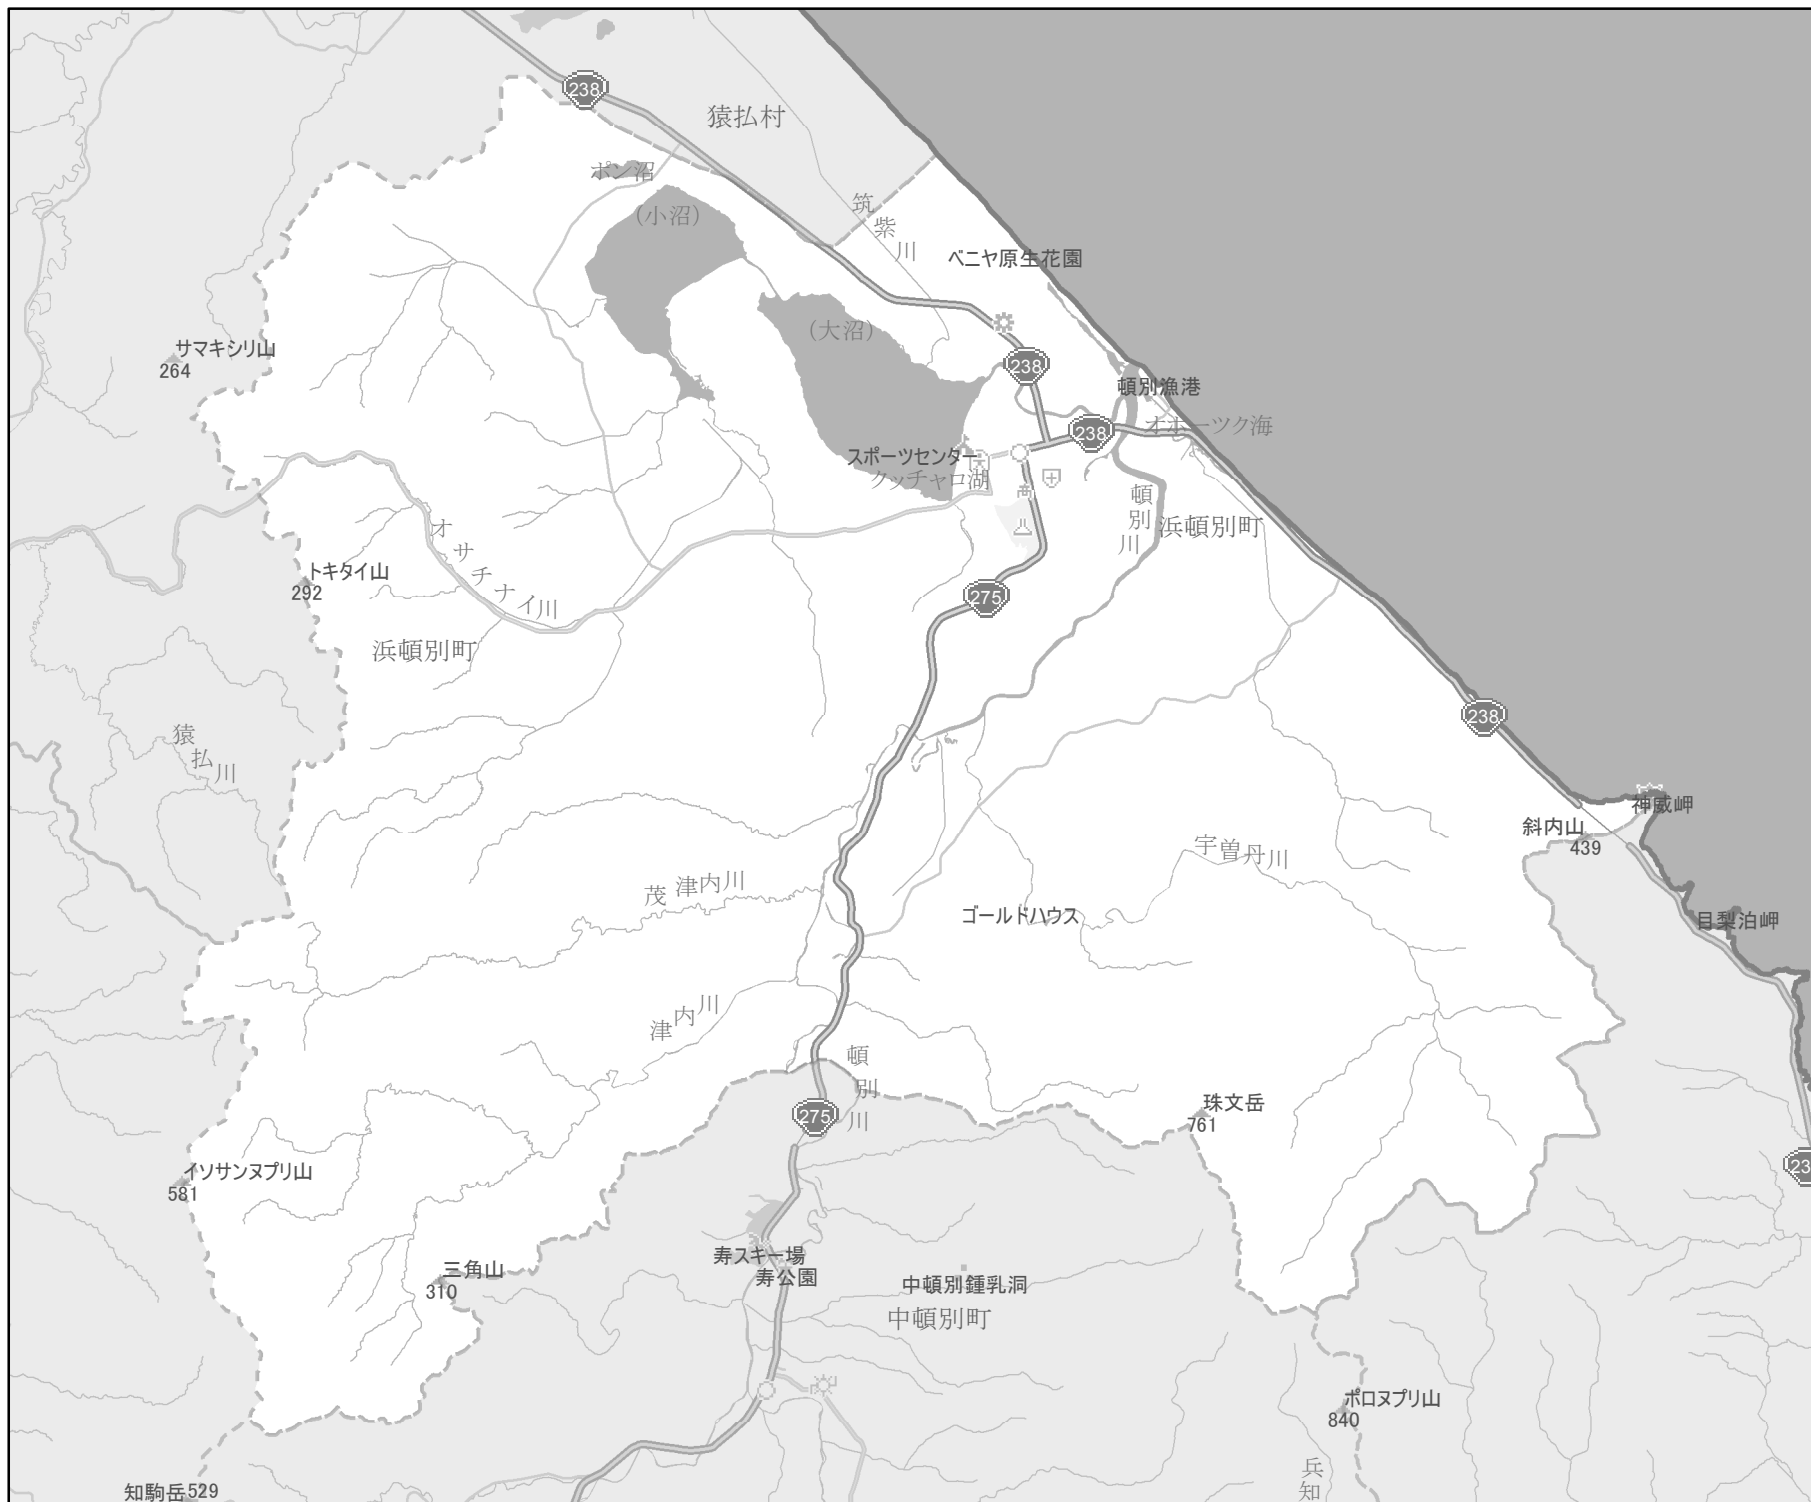 238
猿払村
ポン沼
(小沼)
筑紫川
ベニヤ原生花園
(大沼)
サマキシリ山
264
238
頓別漁港
238
オホーツク海
スポーツセンター
クッチャロ湖
頓別川
浜頓別町
オサチナイ川
トキタイ山
292
275
浜頓別町
238
猿払川
神威岬
斜内山
439
宇曽丹川
茂津内川
ゴールドハウス
目梨泊岬
津内川
頓別川
275
珠文岳
761
イソサンヌプリ山
581
23
三角山
310
寿スキー場
寿公園
中頓別鍾乳洞
中頓別町
ポロヌプリ山
840
兵知
知駒岳529